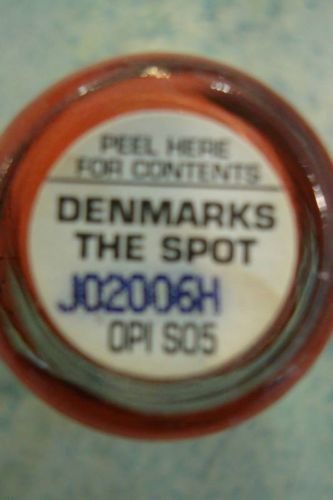 PEEL HERE
FOR CONTENTS
DENMARKS
THE SPOT
J02006H
OPI S05